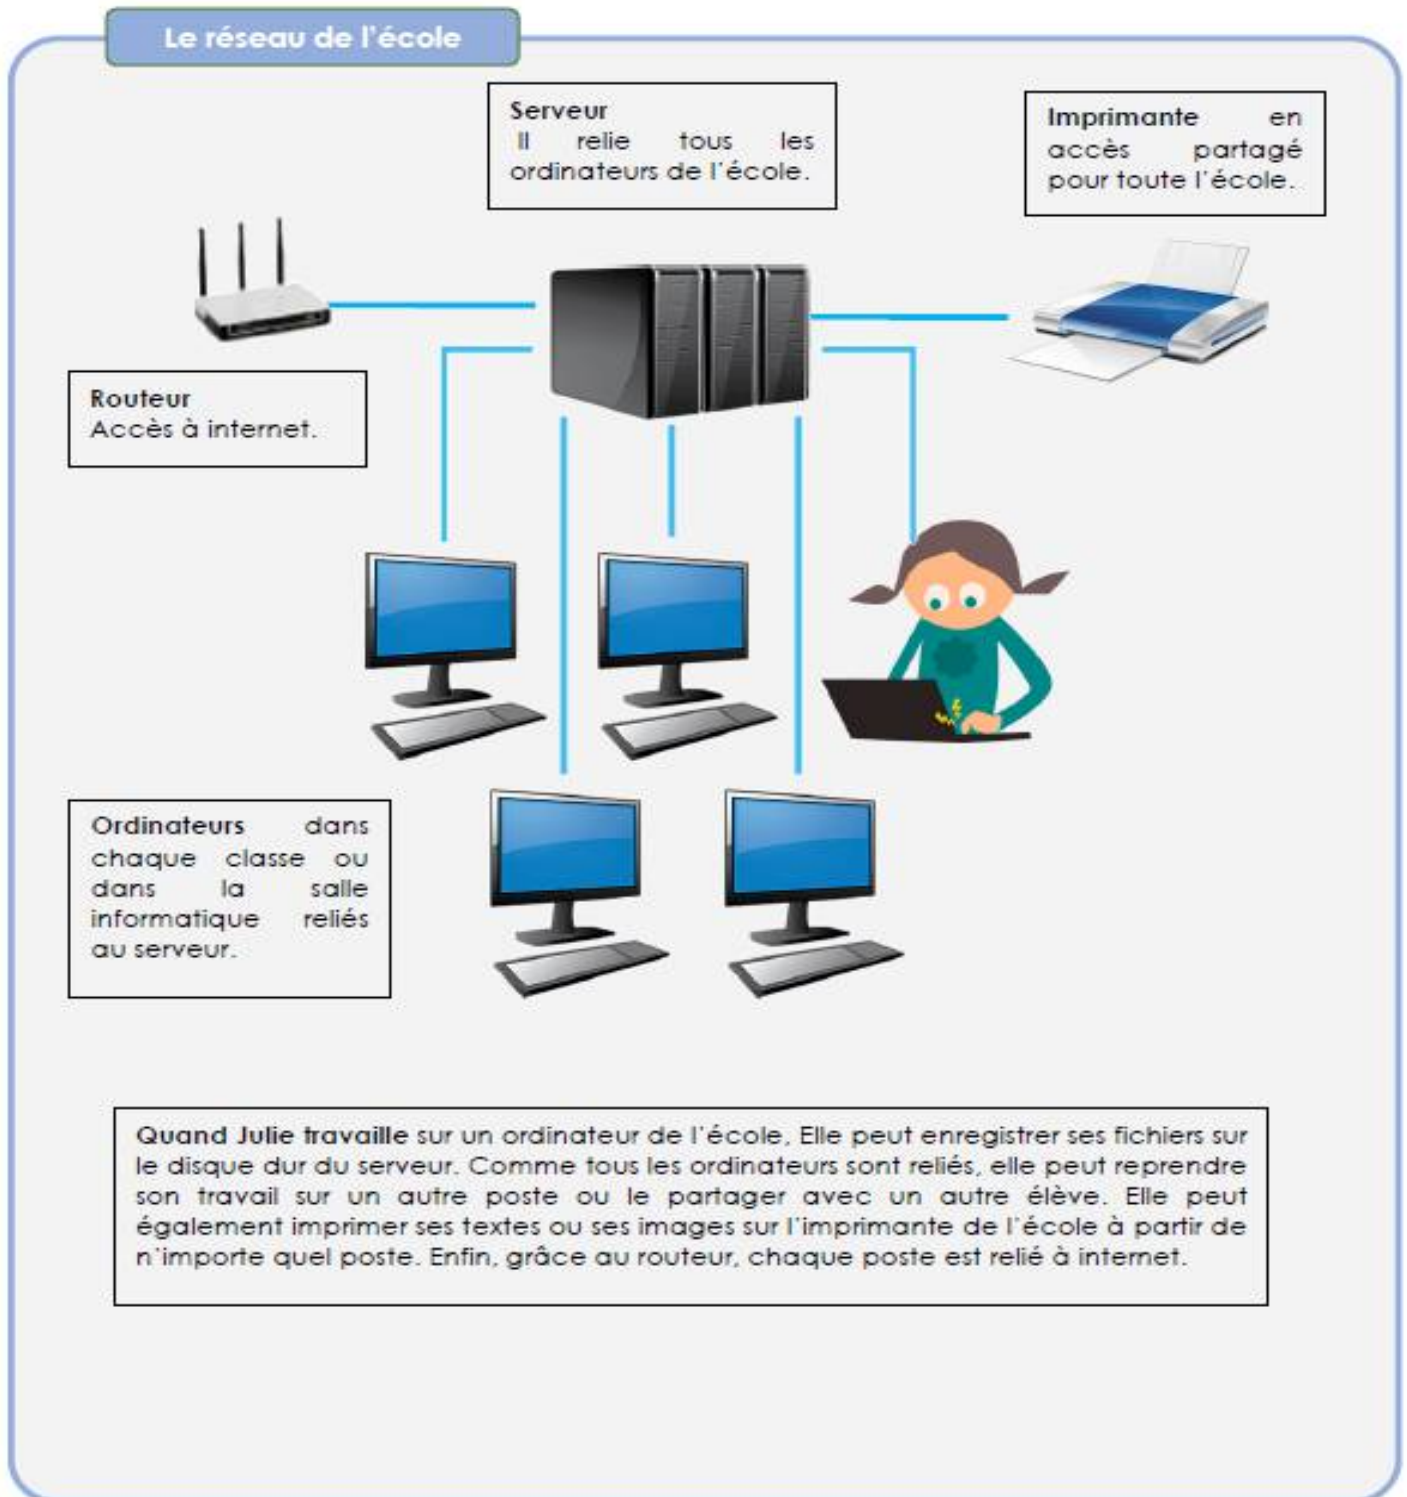 Le réseau de l'école
Serveur
Il relie tous les
ordinateurs de l'école.
Imprimante en
accès partagé
pour toute l'école.
Routeur
Accès à internet.
Ordinateurs dans
chaque classe ou
dans la salle
informatique reliés
au serveur.
Quand Julie travaille sur un ordinateur de l'école, Elle peut enregistrer ses fichiers sur
le disque dur du serveur. Comme tous les ordinateurs sont reliés, elle peut reprendre
son travail sur un autre poste ou le partager avec un autre élève. Elle peut
également imprimer ses textes ou ses images sur l'imprimante de l'école à partir de
n'importe quel poste. Enfin, grâce au routeur, chaque poste est relié à internet.